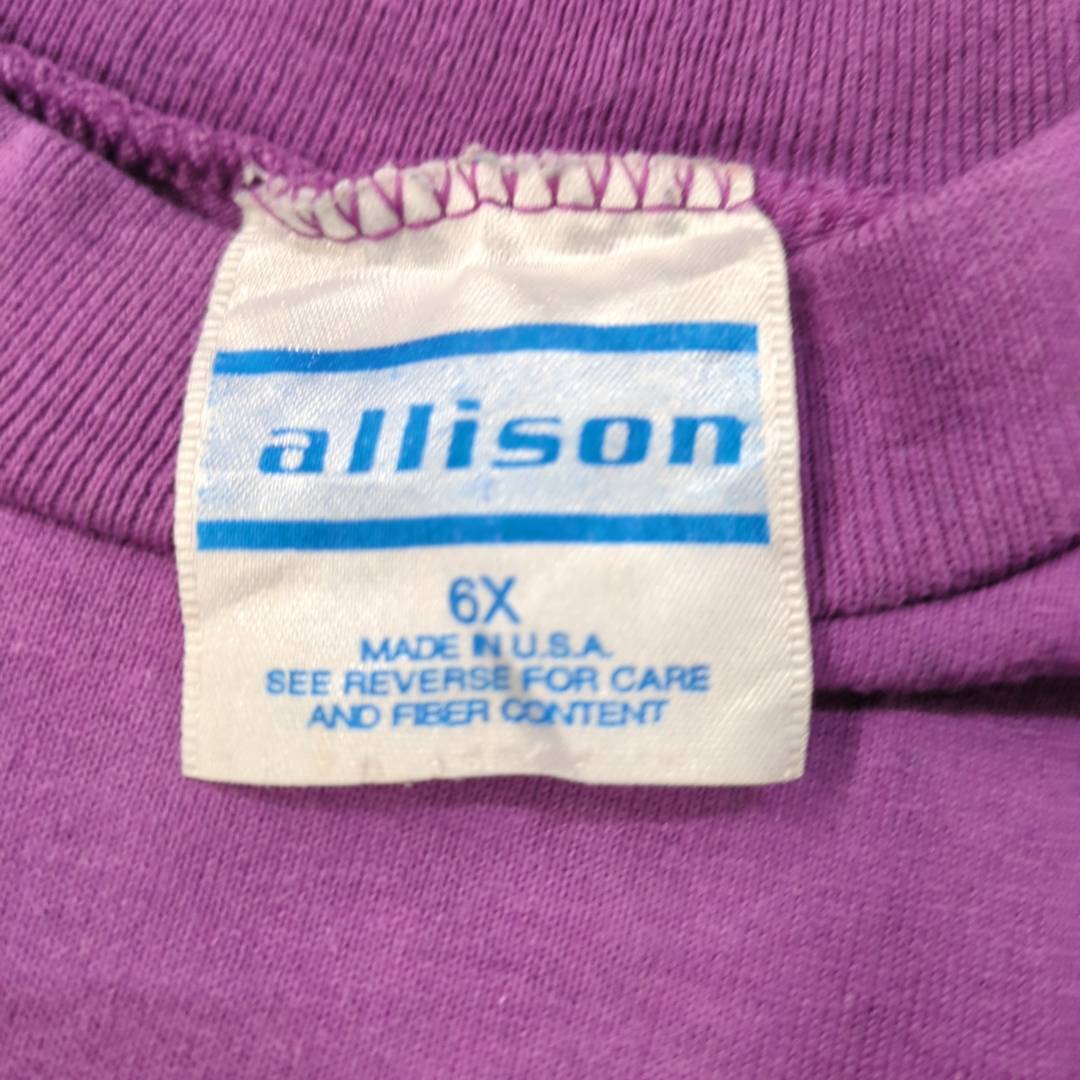 allison
6X
MADE IN U.S.A.
SEE REVERSE FOR CARE
AND FIBER CONTENT